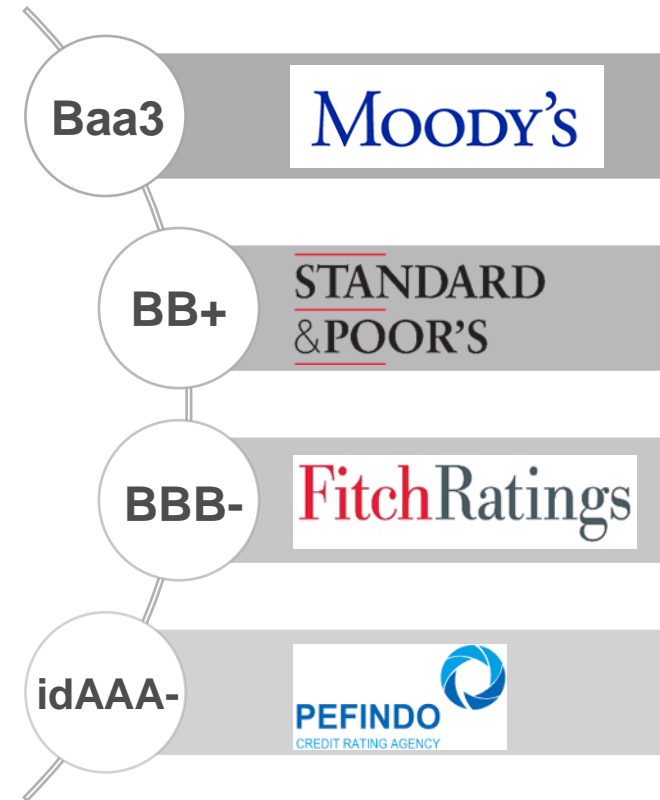 Baa3
MOODY'S
BB+
STANDARD
&POOR'S
BBB-
FitchRatings
idAAA-
PEFINDO
CREDIT RATING AGENCY